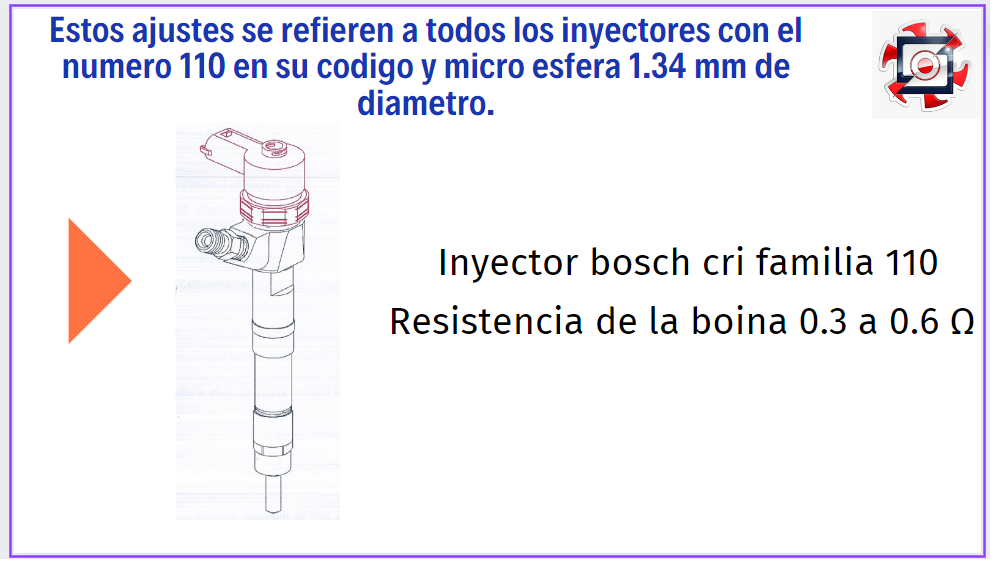 Estos ajustes se refieren a todos los inyectores con el
numero 110 en su codigo y micro esfera 1.34 mm de
diametro.
Inyector bosch cri familia 110
Resistencia de la boina 0.3 a 0.6 Ω